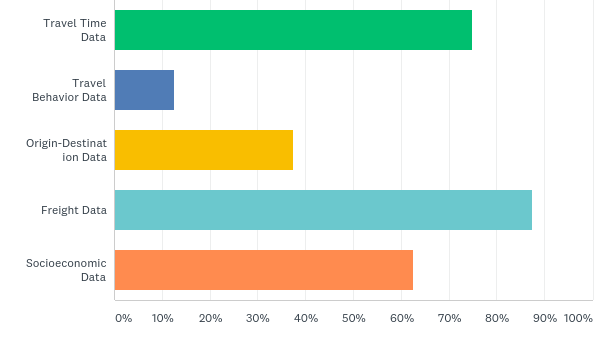 Travel Time
Data
Travel
Behavior Data
Origin-Destinat
ion Data
Freight Data
Socioeconomic
Data
0% 10% 20% 30% 40% 50% 60% 70% 80% 90% 100%